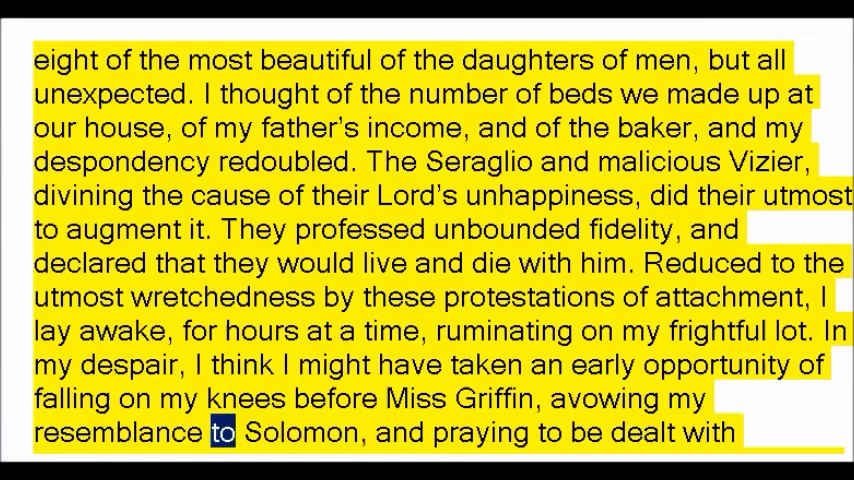 eight of the most beautiful of the daughters of men, but all
unexpected. I thought of the number of beds we made up at
our house, of my father's income, and of the baker, and my
despondency redoubled. The Seraglio and malicious Vizier,
divining the cause of their Lord's unhappiness, did their utmost
to augment it. They professed unbounded fidelity, and
declared that they would live and die with him. Reduced to the
utmost wretchedness by these protestations of attachment, I
lay awake, for hours at a time, ruminating on my frightful lot. In
my despair, I think I might have taken an early opportunity of
falling on my knees before Miss Griffin, avowing my
resemblance to Solomon, and praying to be dealt with